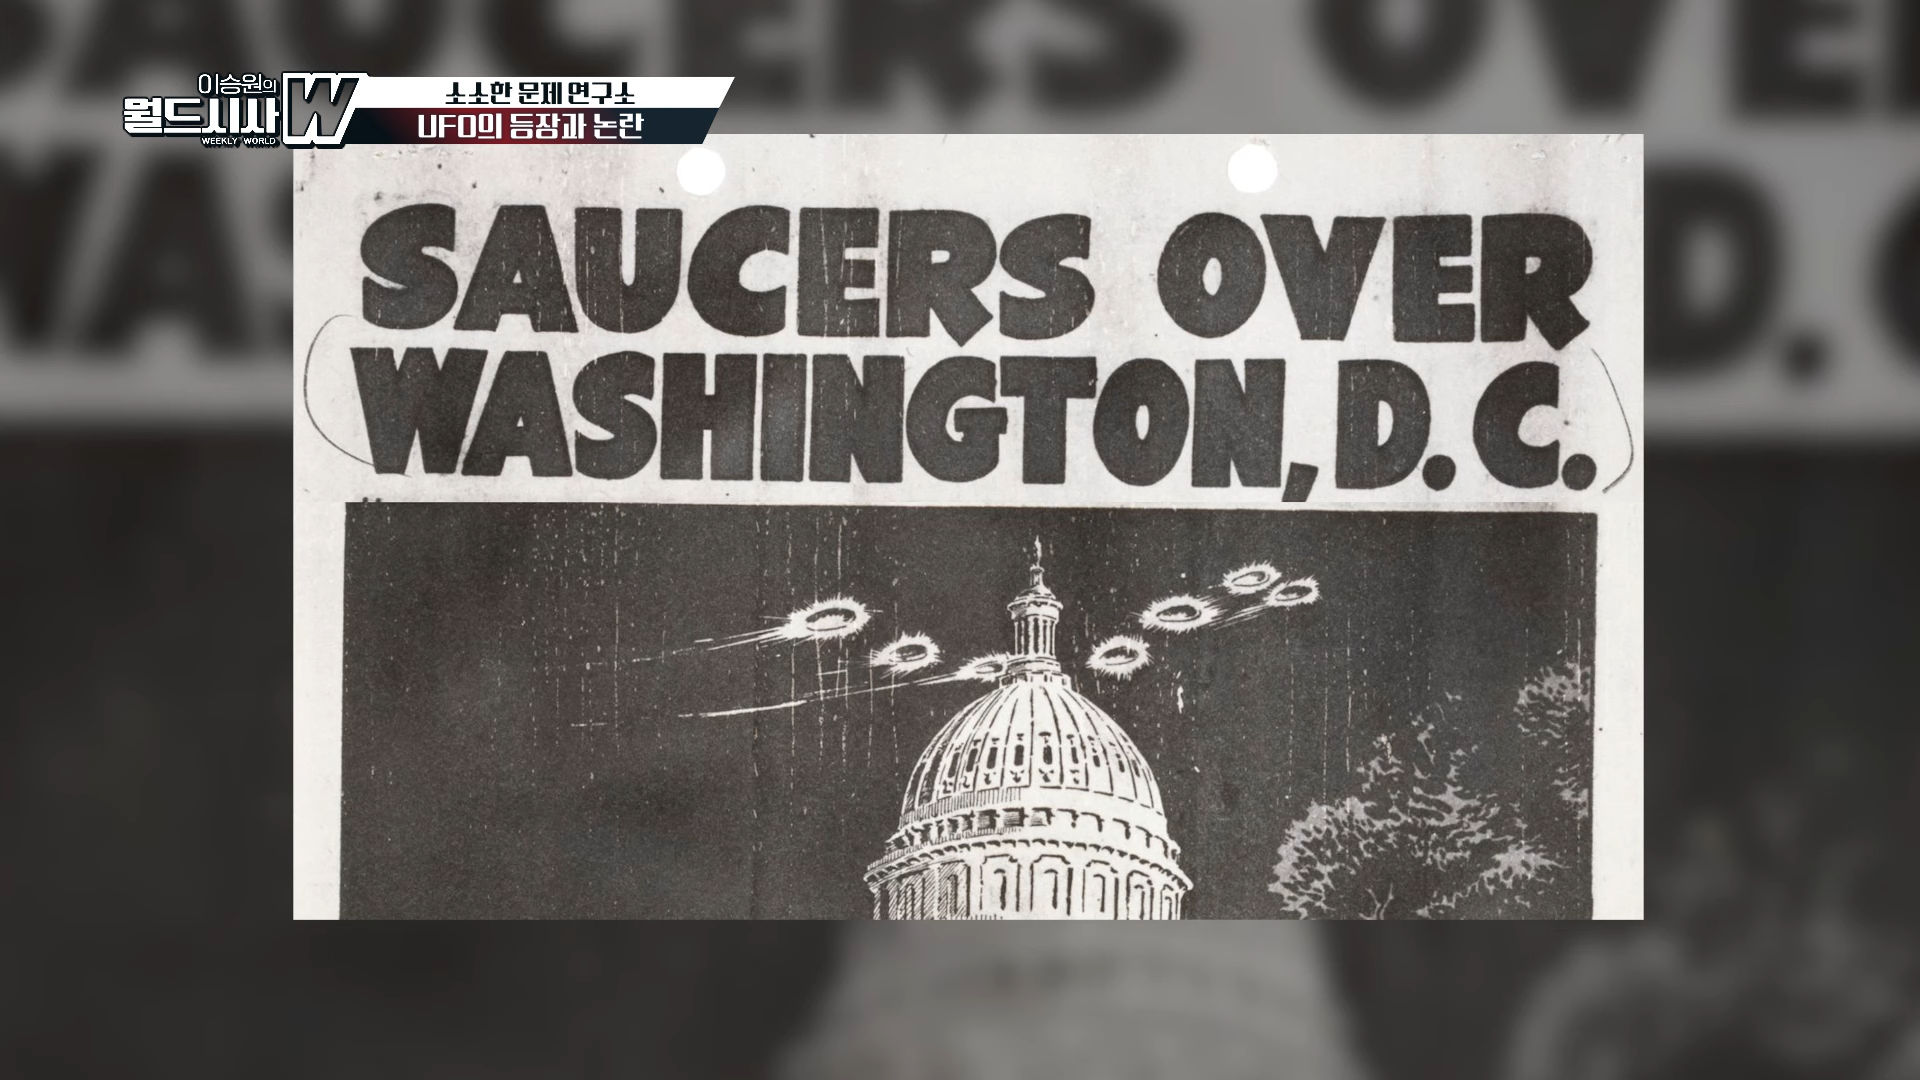 이승원의
월드시사 W
WEEKLY WORLD
소소한 문제 연구소
UFO의 등장과 논란
SAUCERS OVER
WASHINGTON, D.C.